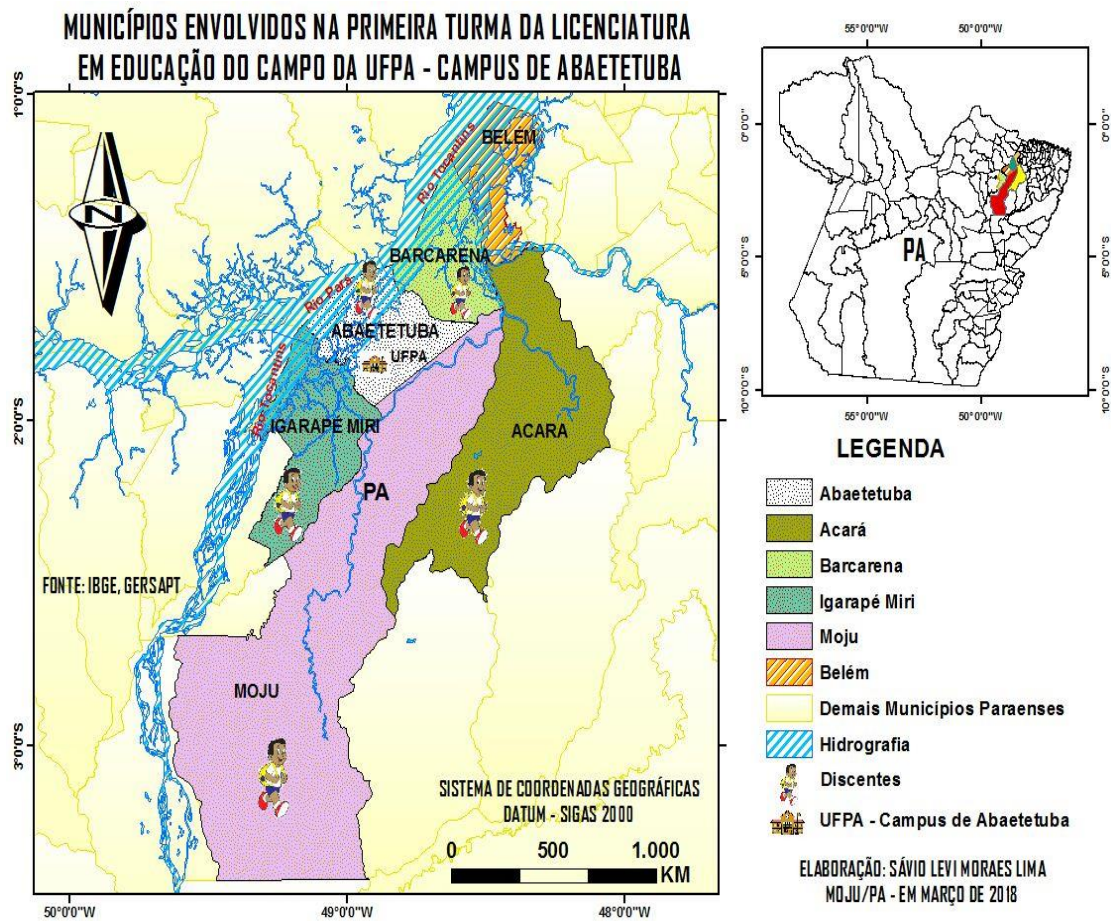 MUNICÍPIOS ENVOLVIDOS NA PRIMEIRA TURMA DA LICENCIATURA
EM EDUCAÇÃO DO CAMPO DA UFPA - CAMPUS DE ABAETETUBA
1°0'0"S
2°0'0"S
3°0'0"S
N
BELÉM
Rio Tocantins
BARCARENA
Rio Pará
ABAETETUBA
UFPA
Rio Tocantins
IGARAPÉ MIRI
ACARA
PA
FONTE: IBGE, GERSAPT
MOJU
SISTEMA DE COORDENADAS GEOGRÁFICAS
DATUM - SIGAS 2000
0 500 1.000
KM
50°0'0"W 49°0'0"W 48°0'0"W
55°0'0"W 50°0'0"W
0°0'0" 0°0'0"
5°0'0"S 5°0'0"S
PA
10°0'0"S 10°0'0"S
55°0'0"W 50°0'0"W
LEGENDA
Abaetetuba
Acará
Barcarena
Igarapé Miri
Moju
Belém
Demais Municípios Paraenses
Hidrografia
Discentes
UFPA - Campus de Abaetetuba
ELABORAÇÃO: SÁVIO LEVI MORAES LIMA
MOJU/PA - EM MARÇO DE 2018